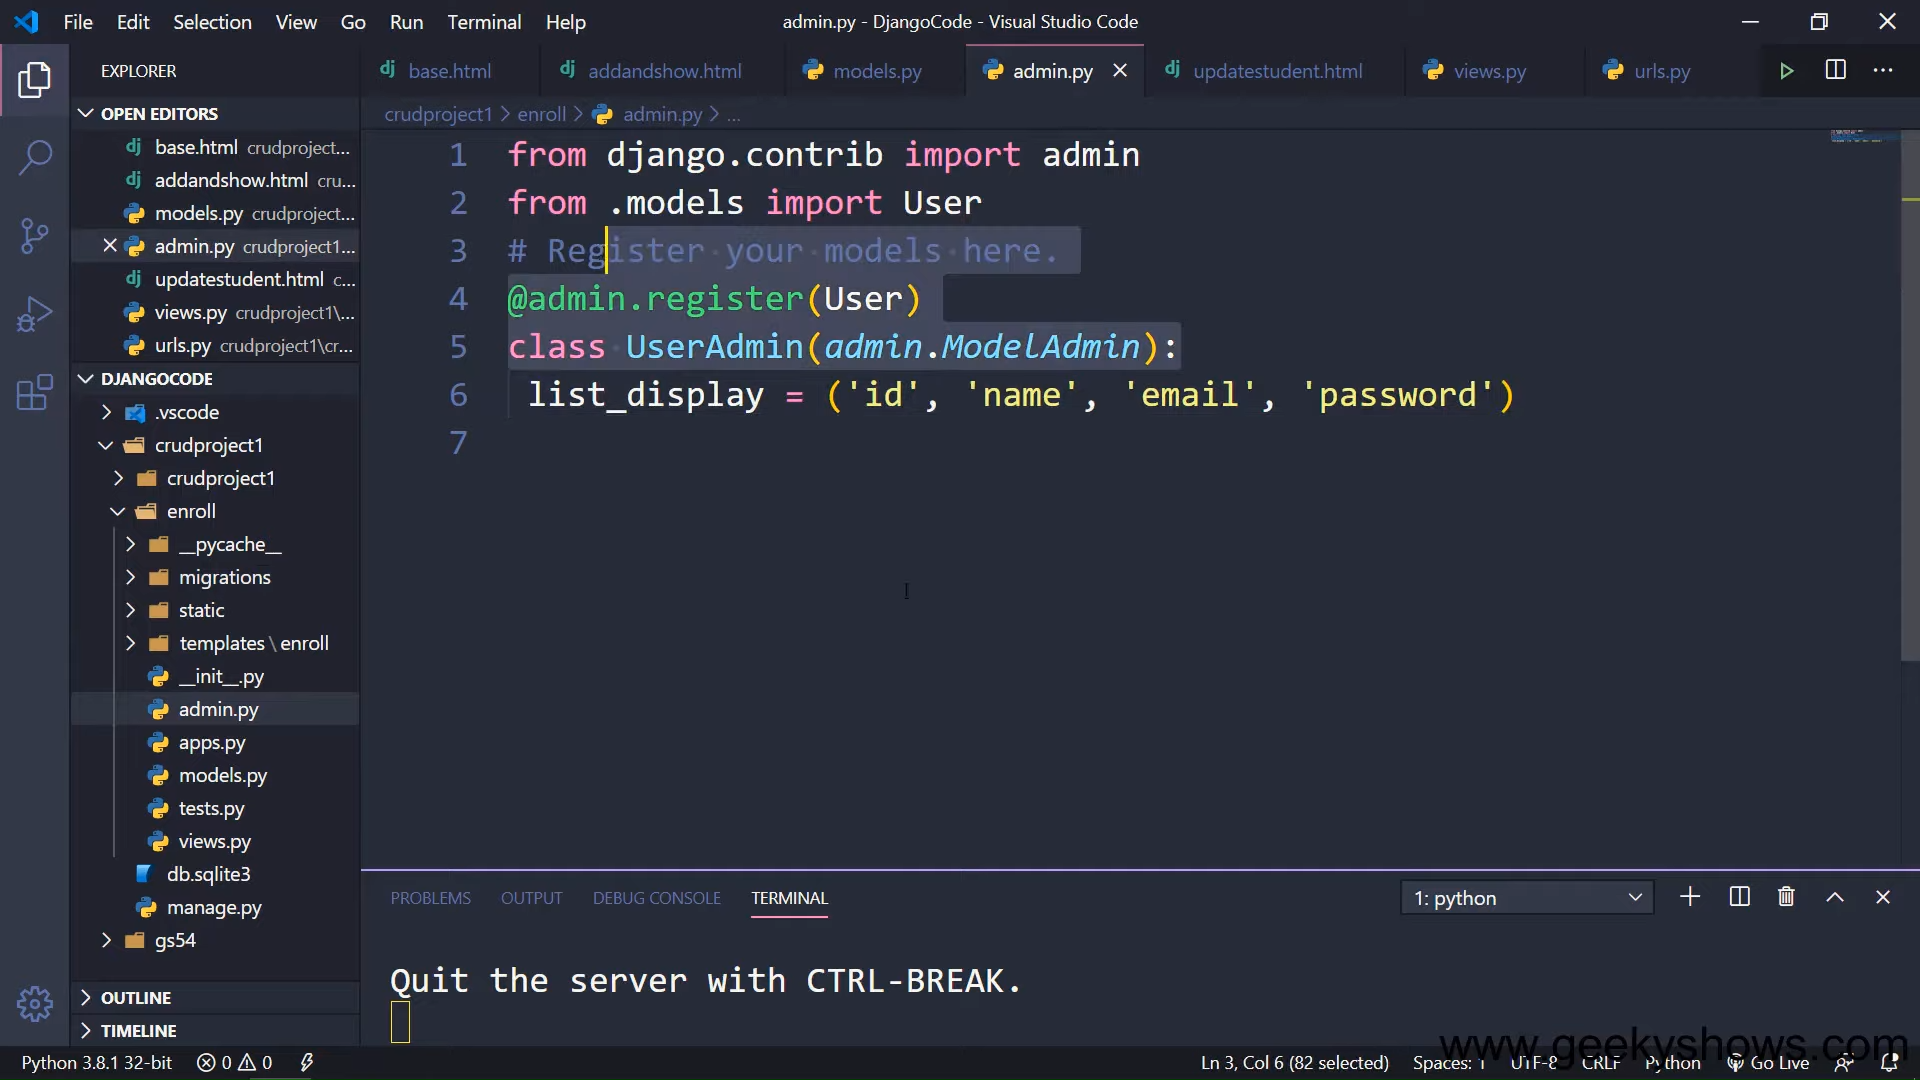 File Edit Selection View Go Run Terminal Help
admin.py - DjangoCode - Visual Studio Code
EXPLORER
OPEN EDITORS
base.html crudproject...
addandshow.html cru...
models.py crudproject...
admin.py crudproject1...
updatestudent.html c...
views.py crudproject1\...
urls.py crudproject1\cr...
DJANGOCODE
.vscode
crudproject1
crudproject1
enroll
__pycache__
migrations
static
templates\enroll
__init__.py
admin.py
apps.py
models.py
tests.py
views.py
db.sqlite3
manage.py
gs54
OUTLINE
TIMELINE
base.html addandshow.html models.py admin.py updatestudent.html views.py urls.py
crudproject1 > enroll > admin.py > ...
1 from django.contrib import admin
2 from .models import User
3 # Register your models here.
4 @admin.register(User)
5 class UserAdmin(admin.ModelAdmin):
6 list_display = ('id', 'name', 'email', 'password')
7
PROBLEMS OUTPUT DEBUG CONSOLE TERMINAL
1: python
Quit the server with CTRL-BREAK.
www.geekyshows.com
Python 3.8.1 32-bit 0 0 Ln 3, Col 6 (82 selected) Spaces: 1 UTF-8 CRLF Python Go Live